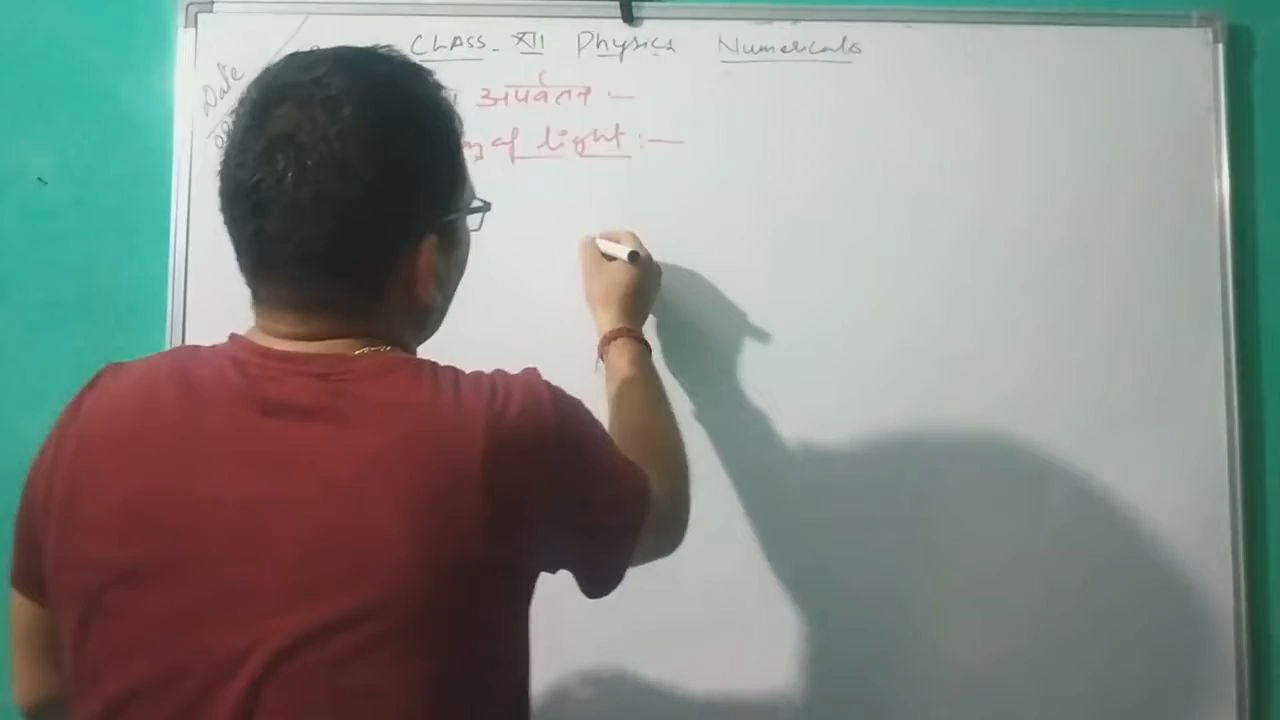 CLASS - XII Physics Numericals
Date
अपवर्तन :-
of light :-